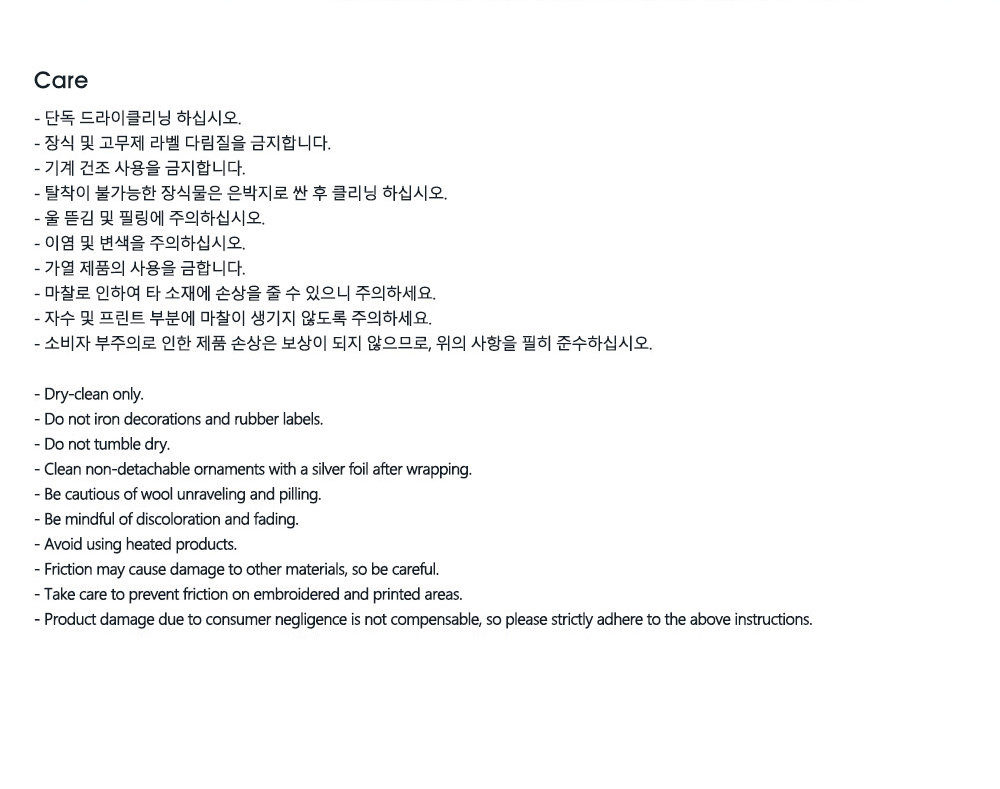 Care
- 단독 드라이클리닝 하십시오.
- 장식 및 고무제 라벨 다림질을 금지합니다.
- 기계 건조 사용을 금지합니다.
- 탈착이 불가능한 장식물은 은박지로 싼 후 클리닝 하십시오.
- 울 뜯김 및 필링에 주의하십시오.
- 이염 및 변색을 주의하십시오.
- 가열 제품의 사용을 금합니다.
- 마찰로 인하여 타 소재에 손상을 줄 수 있으니 주의하세요.
- 자수 및 프린트 부분에 마찰이 생기지 않도록 주의하세요.
- 소비자 부주의로 인한 제품 손상은 보상이 되지 않으므로, 위의 사항을 필히 준수하십시오.
- Dry-clean only.
- Do not iron decorations and rubber labels.
- Do not tumble dry.
- Clean non-detachable ornaments with a silver foil after wrapping.
- Be cautious of wool unraveling and pilling.
- Be mindful of discoloration and fading.
- Avoid using heated products.
- Friction may cause damage to other materials, so be careful.
- Take care to prevent friction on embroidered and printed areas.
- Product damage due to consumer negligence is not compensable, so please strictly adhere to the above instructions.